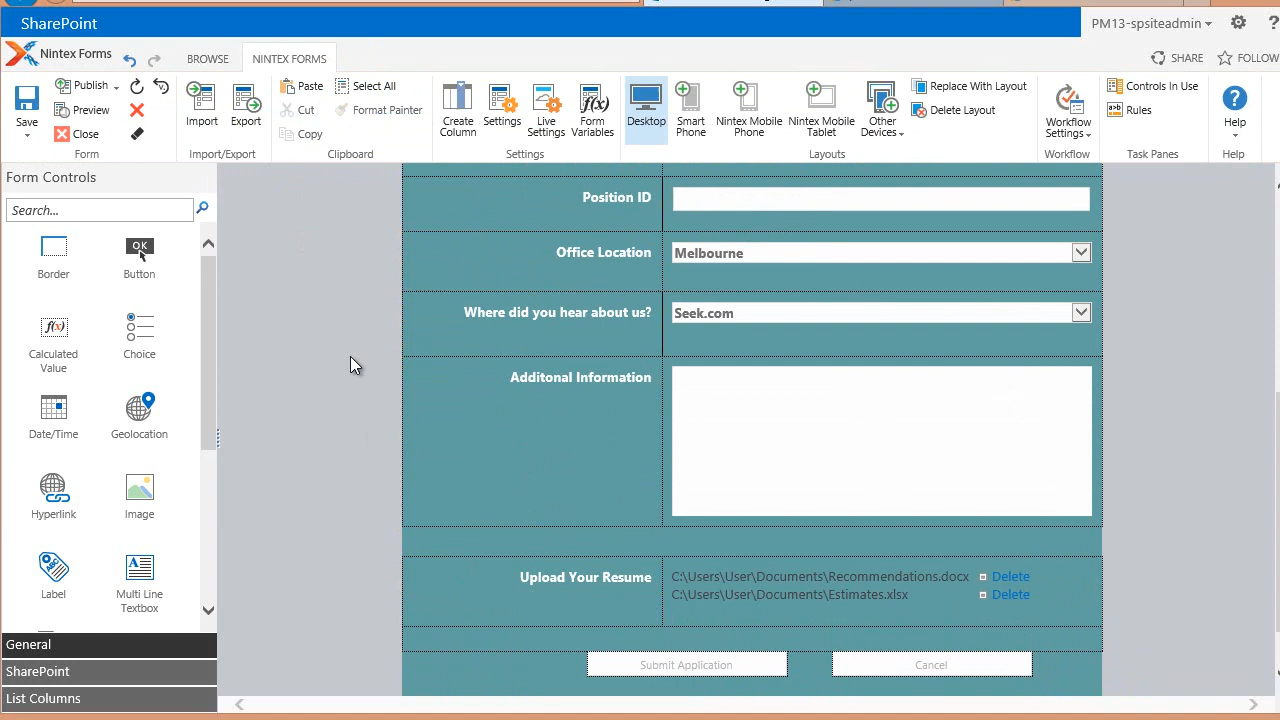 SharePoint
PM13-spsiteadmin
?
Nintex Forms
BROWSE
NINTEX FORMS
SHARE
FOLLOW
Save
Publish
Preview
Close
Form
Import
Export
Import/Export
Paste
Cut
Copy
Select All
Format Painter
Clipboard
Create
Column
Settings
Live
Settings
f(x)
Form
Variables
Settings
Desktop
Smart
Phone
Nintex Mobile
Phone
Nintex Mobile
Tablet
Other
Devices
Replace With Layout
Delete Layout
Layouts
Workflow
Settings
Workflow
Controls In Use
Rules
Task Panes
?
Help
Help
Form Controls
Search...
Border
OK
Button
f(x)
Calculated
Value
Choice
Date/Time
Geolocation
Hyperlink
Image
ABC
Label
ABC
Multi Line
Textbox
General
SharePoint
List Columns
Position ID
Office Location
Melbourne
Where did you hear about us?
Seek.com
Additonal Information
Upload Your Resume
C:\Users\User\Documents\Recommendations.docx Delete
C:\Users\User\Documents\Estimates.xlsx Delete
Submit Application
Cancel